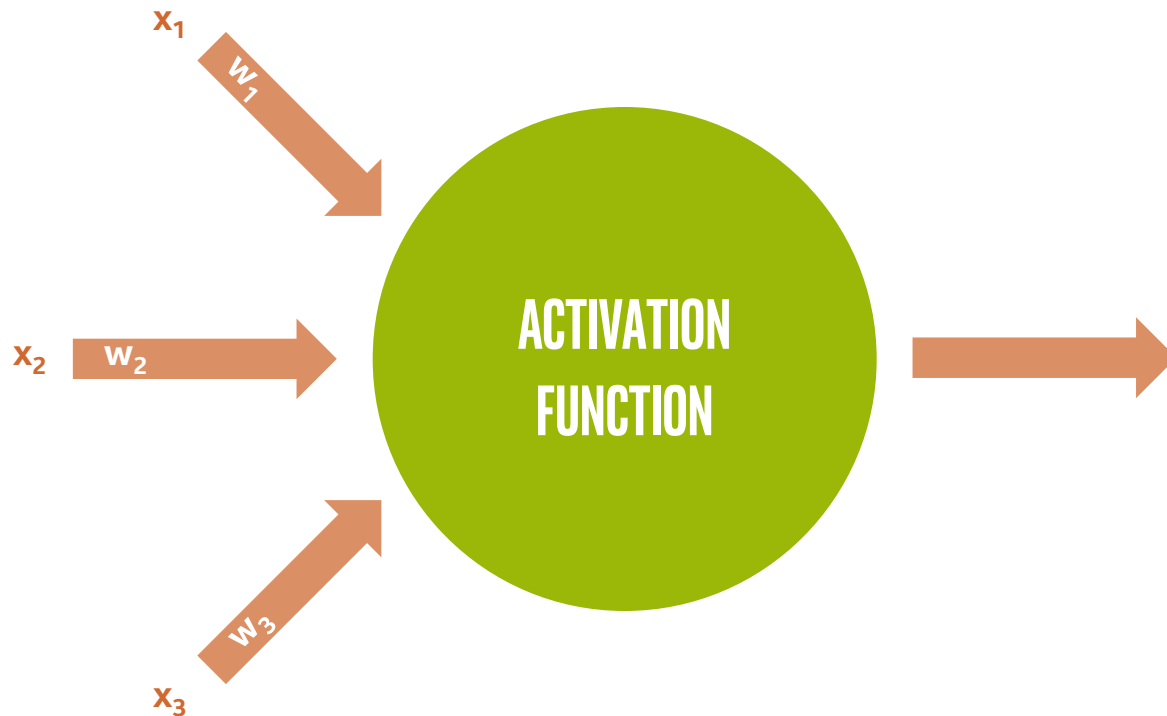 x₁
w₁
x₂ w₂
ACTIVATION
FUNCTION
w₃
x₃